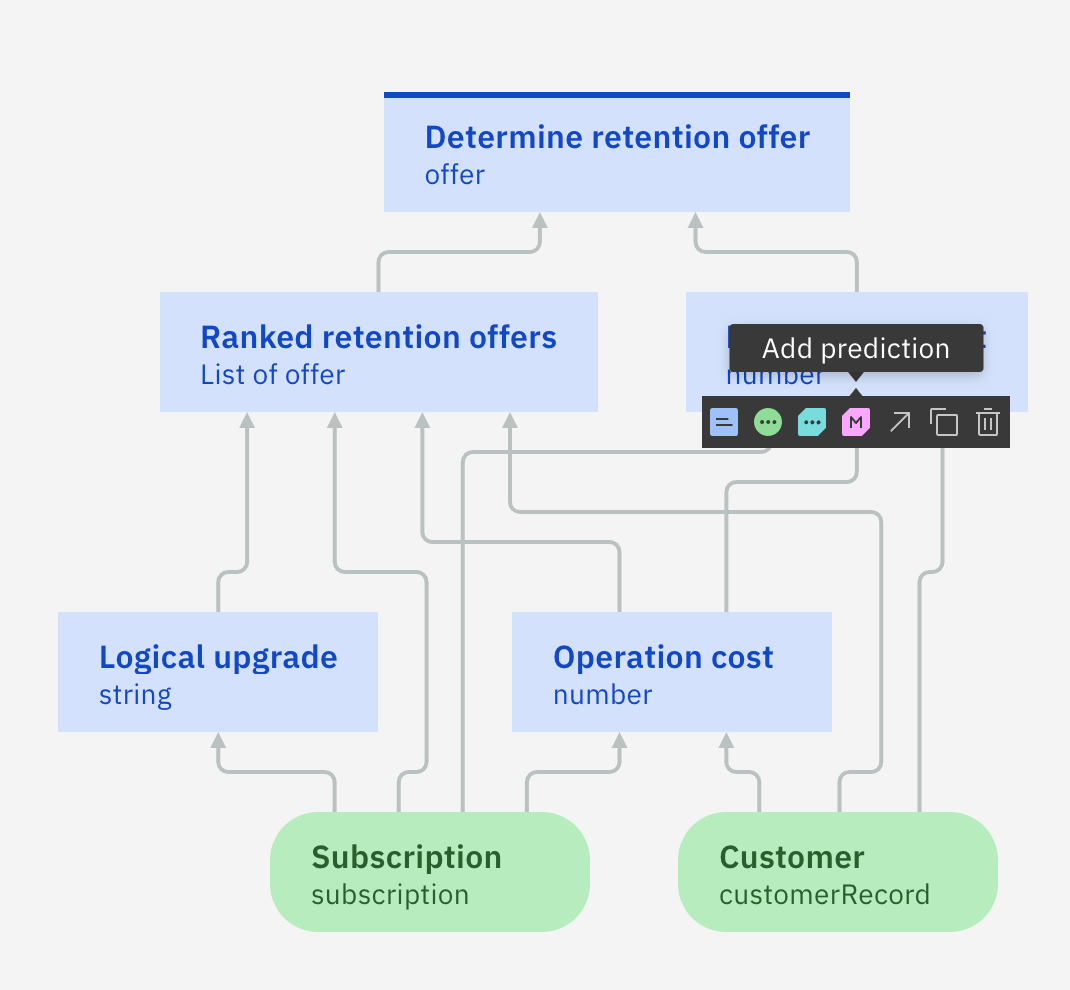 Determine retention offer
offer
Ranked retention offers
List of offer
Add prediction
number
M
Logical upgrade
string
Operation cost
number
Subscription
subscription
Customer
customerRecord